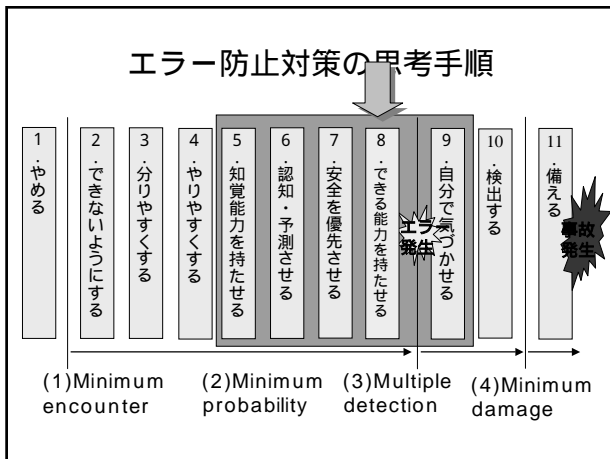 エラー防止対策の思考手順
1.やめる
2.できないようにする
3.分りやすくする
4.やりやすくする
5.知覚能力を持たせる
6.認知・予測させる
7.安全を優先させる
8.できる能力を持たせる
エラー
発生
9.自分で気づかせる
10.検出する
11.備える
事故
発生
(1)Minimum
encounter
(2)Minimum
probability
(3)Multiple
detection
(4)Minimum
damage